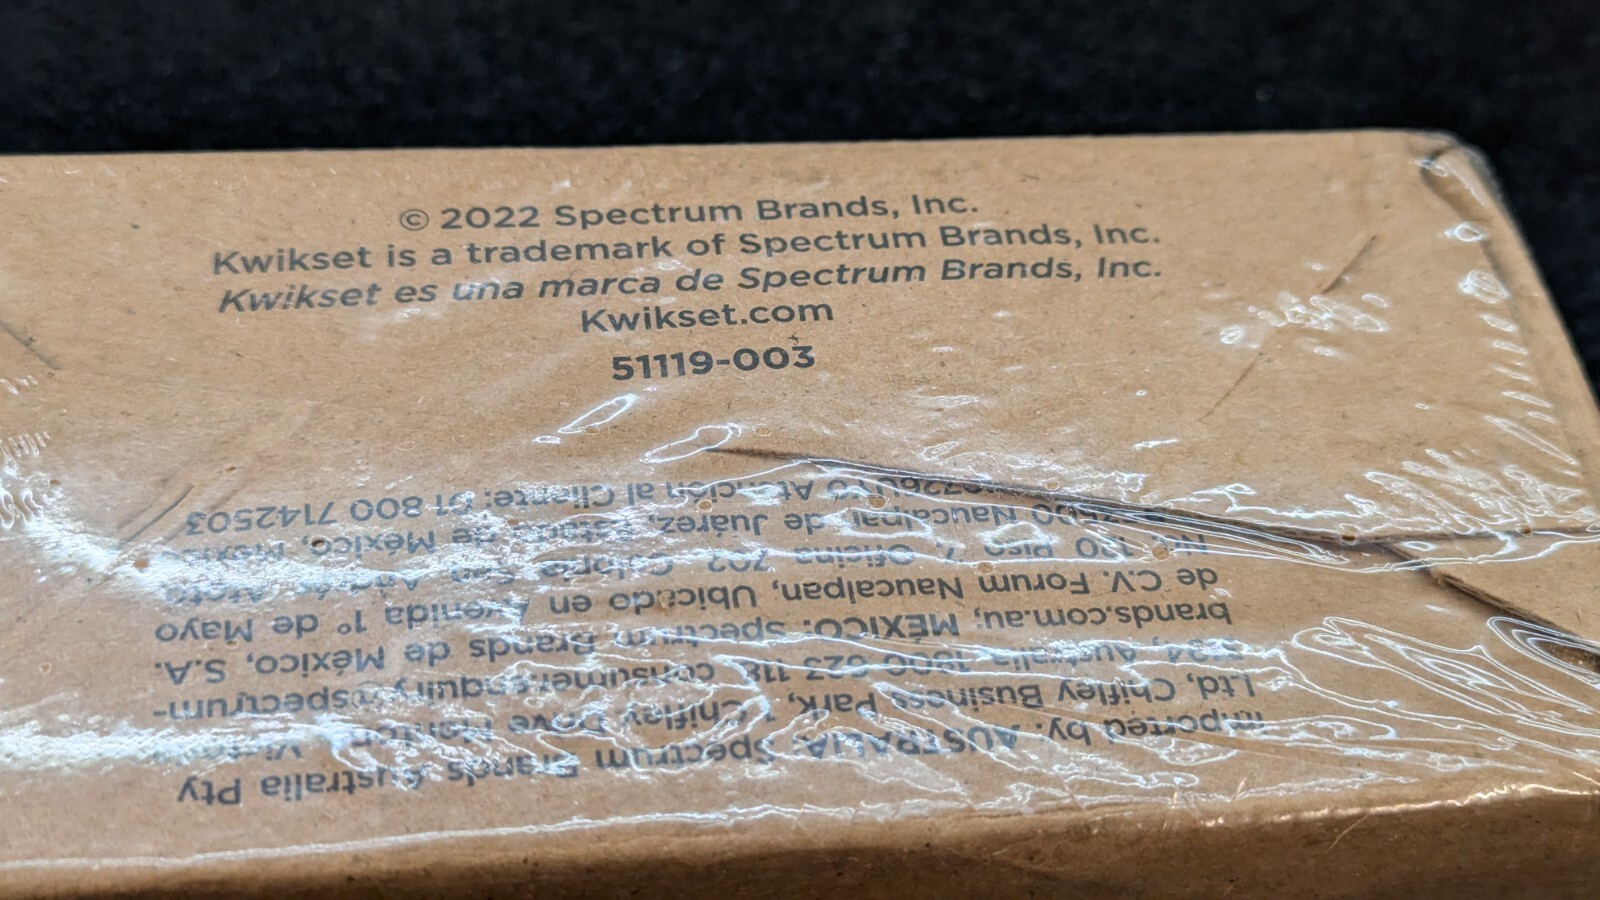 © 2022 Spectrum Brands, Inc.
Kwikset is a trademark of Spectrum Brands, Inc.
Kwikset es una marca de Spectrum Brands, Inc.
Kwikset.com
51119-003
Imported by: AUSTRALIA: Spectrum Brands Australia Pty
Ltd, Chifley Business Park, Chifley Drive
Australia 1800 623 118 consumer.enquiry@spectrum-
brands.com.au; MÉXICO: Spectrum Brands de México, S.A.
de C.V. Forum Naucalpan, Ubicado en Avenida 1° de Mayo
No. 120 Piso 7, Oficina 702 Colonia San Andrés Atoto
Naucalpan de Juárez, Estado de México, México
Atención al Cliente: 01 800 7142503